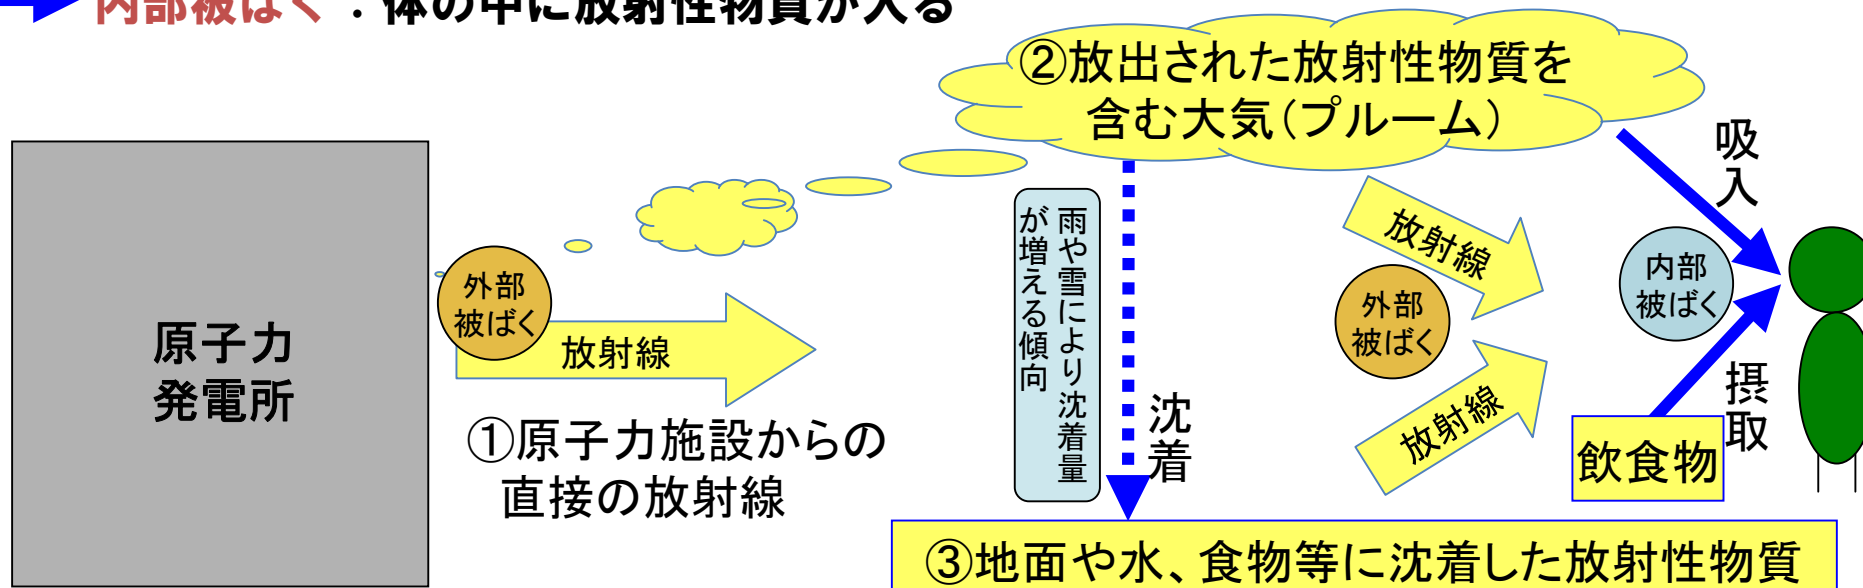 内部被ばく：体の中に放射性物質が入る
②放出された放射性物質を
含む大気（プルーム）
吸入
雨や雪により沈着量
が増える傾向
放射線
外部
被ばく
内部
被ばく
外部
被ばく
放射線
原子力
発電所
放射線
沈着
摂取
飲食物
①原子力施設からの
直接の放射線
③地面や水、食物等に沈着した放射性物質